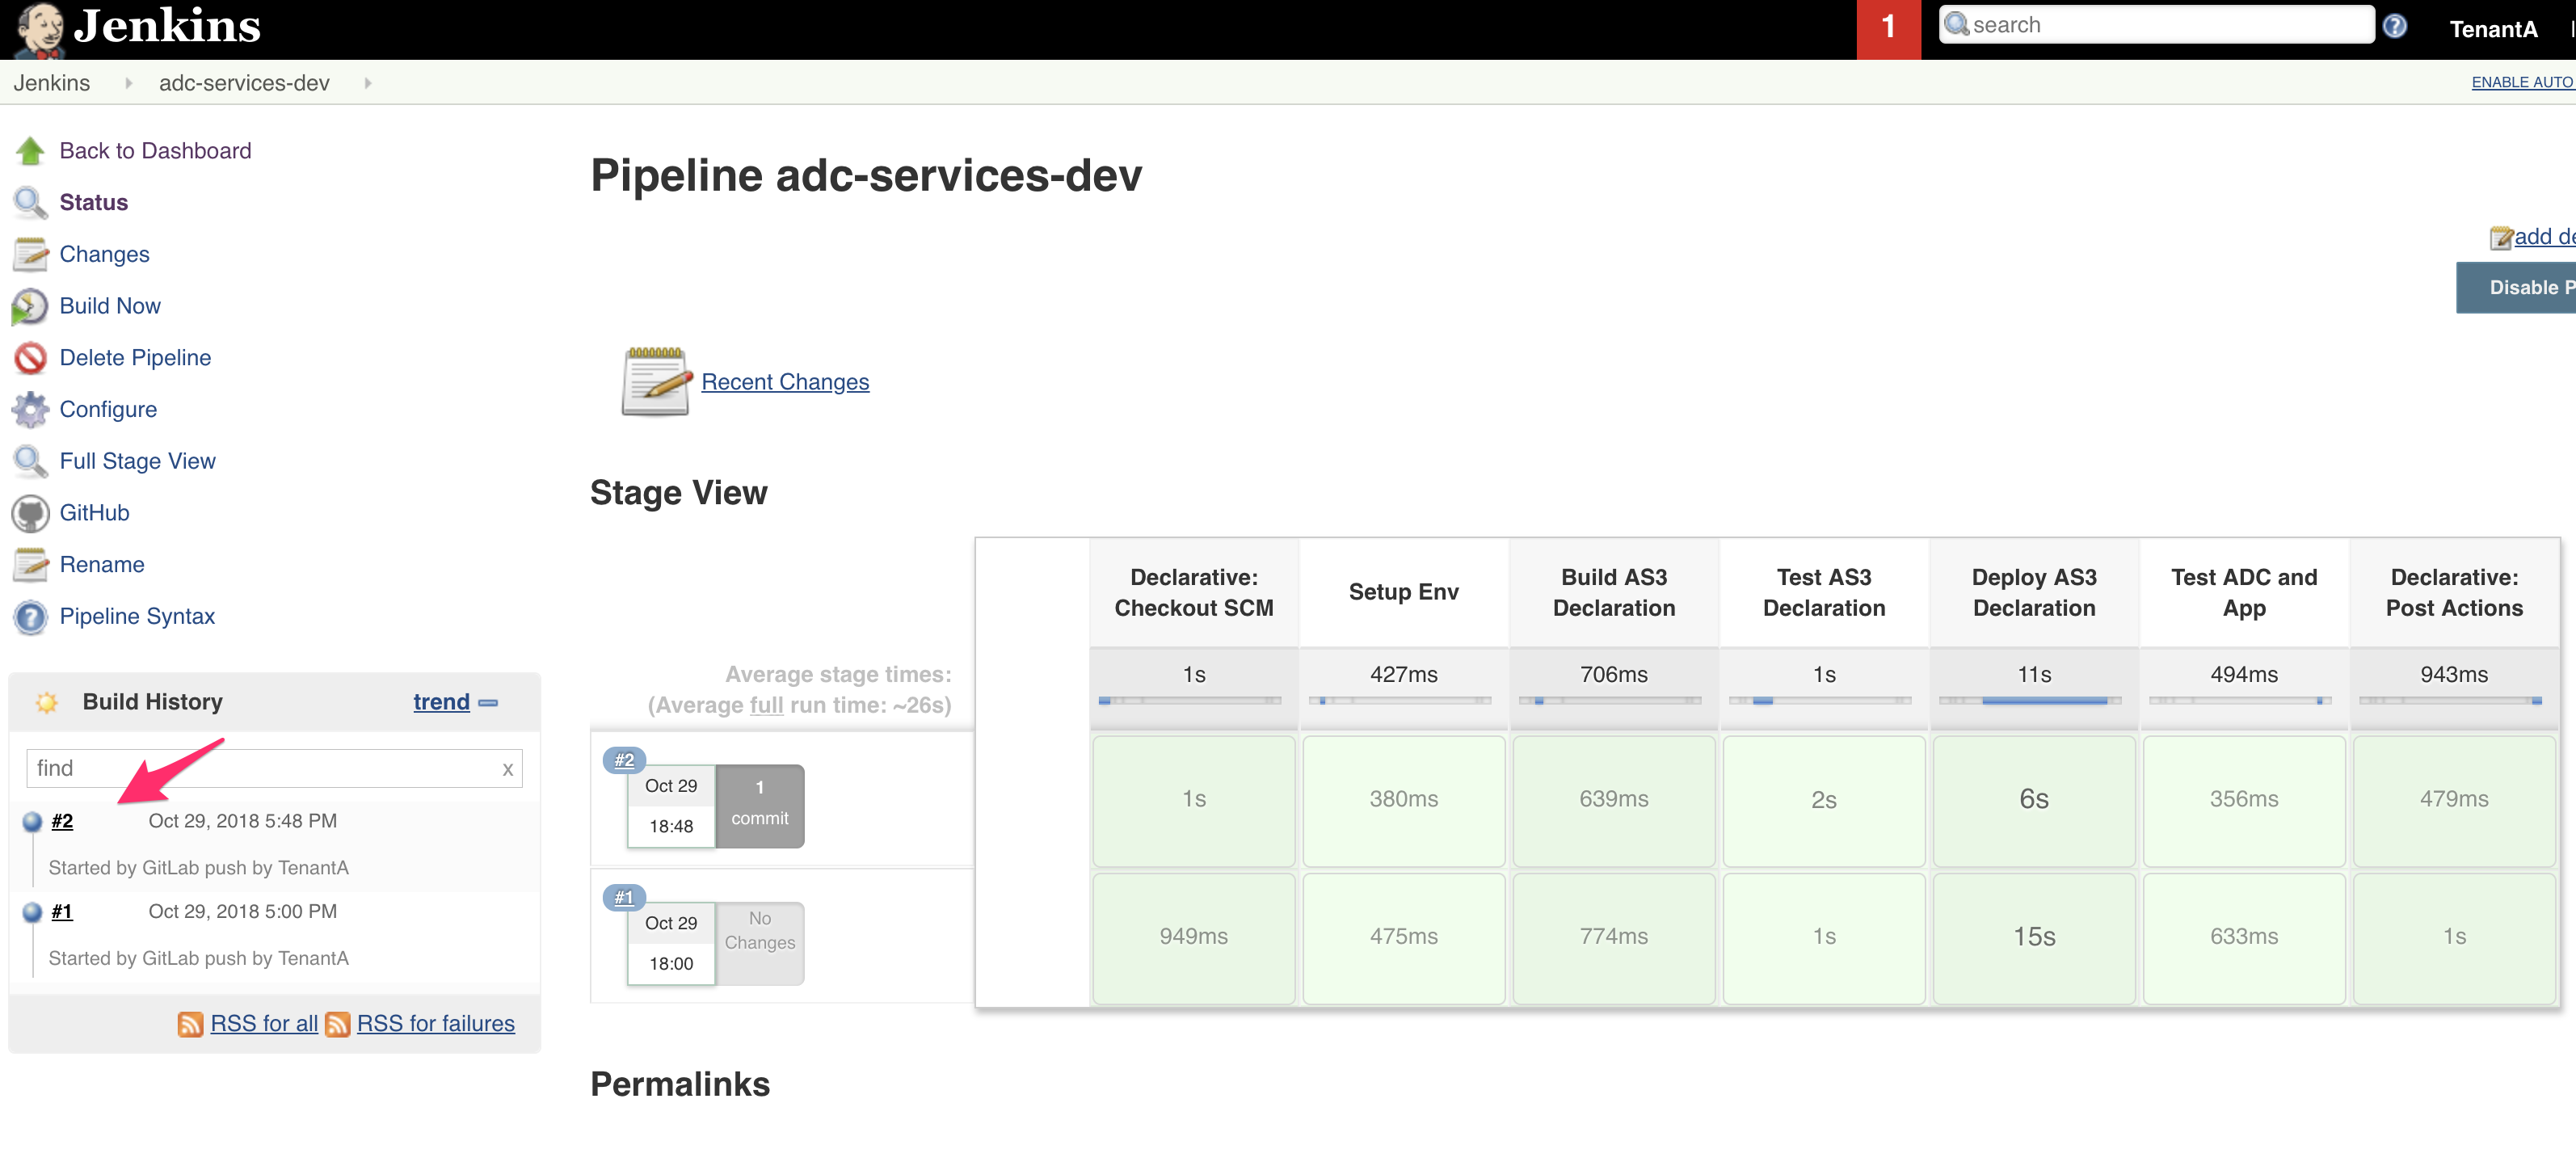 Jenkins
1
search
?
TenantA
Jenkins
adc-services-dev
ENABLE AUTO
Back to Dashboard
Status
Changes
Build Now
Delete Pipeline
Configure
Full Stage View
GitHub
Rename
Pipeline Syntax
Build History
trend
find
x
#2
Oct 29, 2018 5:48 PM
Started by GitLab push by TenantA
#1
Oct 29, 2018 5:00 PM
Started by GitLab push by TenantA
RSS for all
RSS for failures
Pipeline adc-services-dev
add de
Disable P
Recent Changes
Stage View
Declarative:
Checkout SCM
Setup Env
Build AS3
Declaration
Test AS3
Declaration
Deploy AS3
Declaration
Test ADC and
App
Declarative:
Post Actions
Average stage times:
(Average full run time: ~26s)
1s
427ms
706ms
1s
11s
494ms
943ms
#2
Oct 29
18:48
1
commit
1s
380ms
639ms
2s
6s
356ms
479ms
#1
Oct 29
18:00
No
Changes
949ms
475ms
774ms
1s
15s
633ms
1s
Permalinks